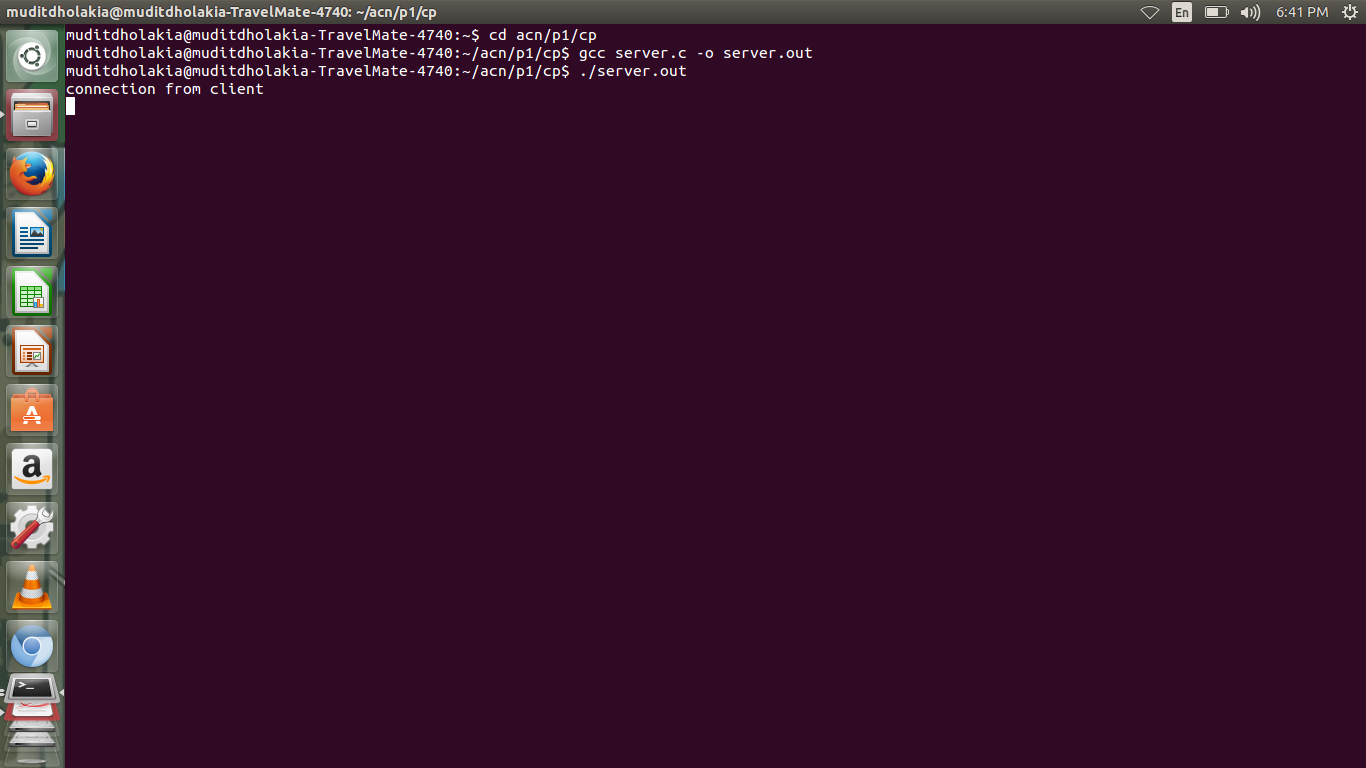 muditdholakia@muditdholakia-TravelMate-4740: ~/acn/p1/cp
En
6:41 PM
muditdholakia@muditdholakia-TravelMate-4740:~$ cd acn/p1/cp
muditdholakia@muditdholakia-TravelMate-4740:~/acn/p1/cp$ gcc server.c -o server.out
muditdholakia@muditdholakia-TravelMate-4740:~/acn/p1/cp$ ./server.out
connection from client
A
a
>_